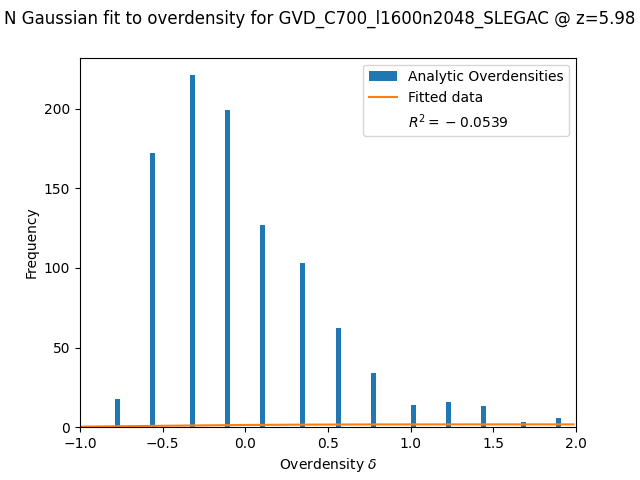 N Gaussian fit to overdensity for GVD_C700_l1600n2048_SLEGAC @ z=5.98
Analytic Overdensities
Fitted data
R² = − 0.0539
Frequency
200
150
100
50
0
−1.0 −0.5 0.0 0.5 1.0 1.5 2.0
Overdensity δ